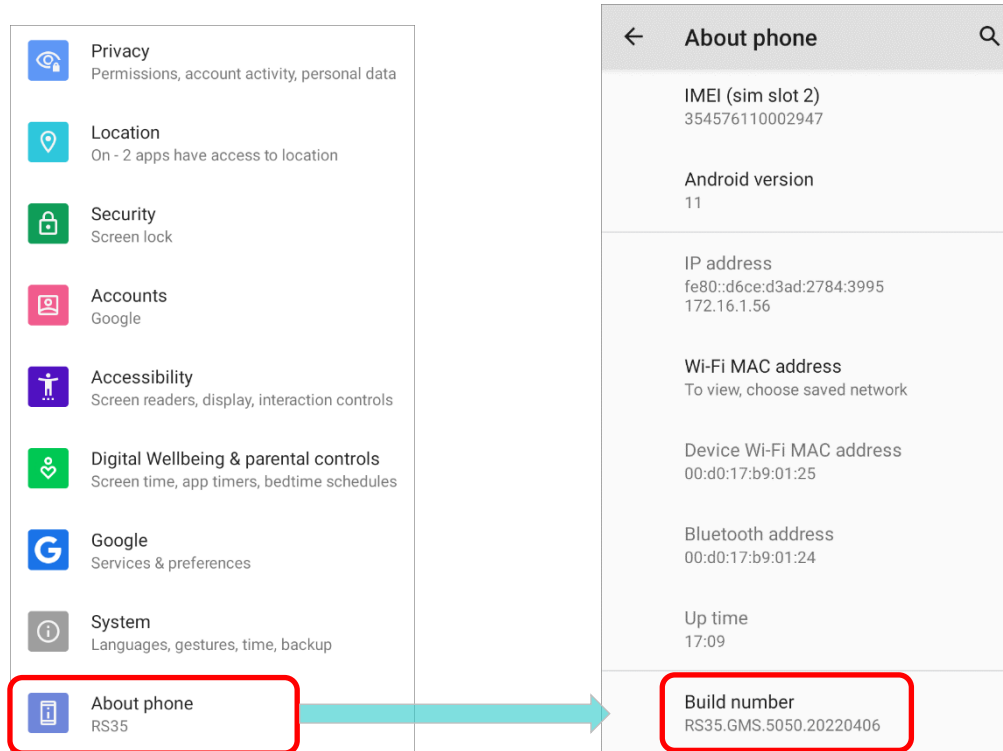 Privacy
Permissions, account activity, personal data
Location
On - 2 apps have access to location
Security
Screen lock
Accounts
Google
Accessibility
Screen readers, display, interaction controls
Digital Wellbeing & parental controls
Screen time, app timers, bedtime schedules
G
Google
Services & preferences
System
Languages, gestures, time, backup
About phone
RS35
About phone
IMEI (sim slot 2)
354576110002947
Android version
11
IP address
fe80::d6ce:d3ad:2784:3995
172.16.1.56
Wi-Fi MAC address
To view, choose saved network
Device Wi-Fi MAC address
00:d0:17:b9:01:25
Bluetooth address
00:d0:17:b9:01:24
Up time
17:09
Build number
RS35.GMS.5050.20220406